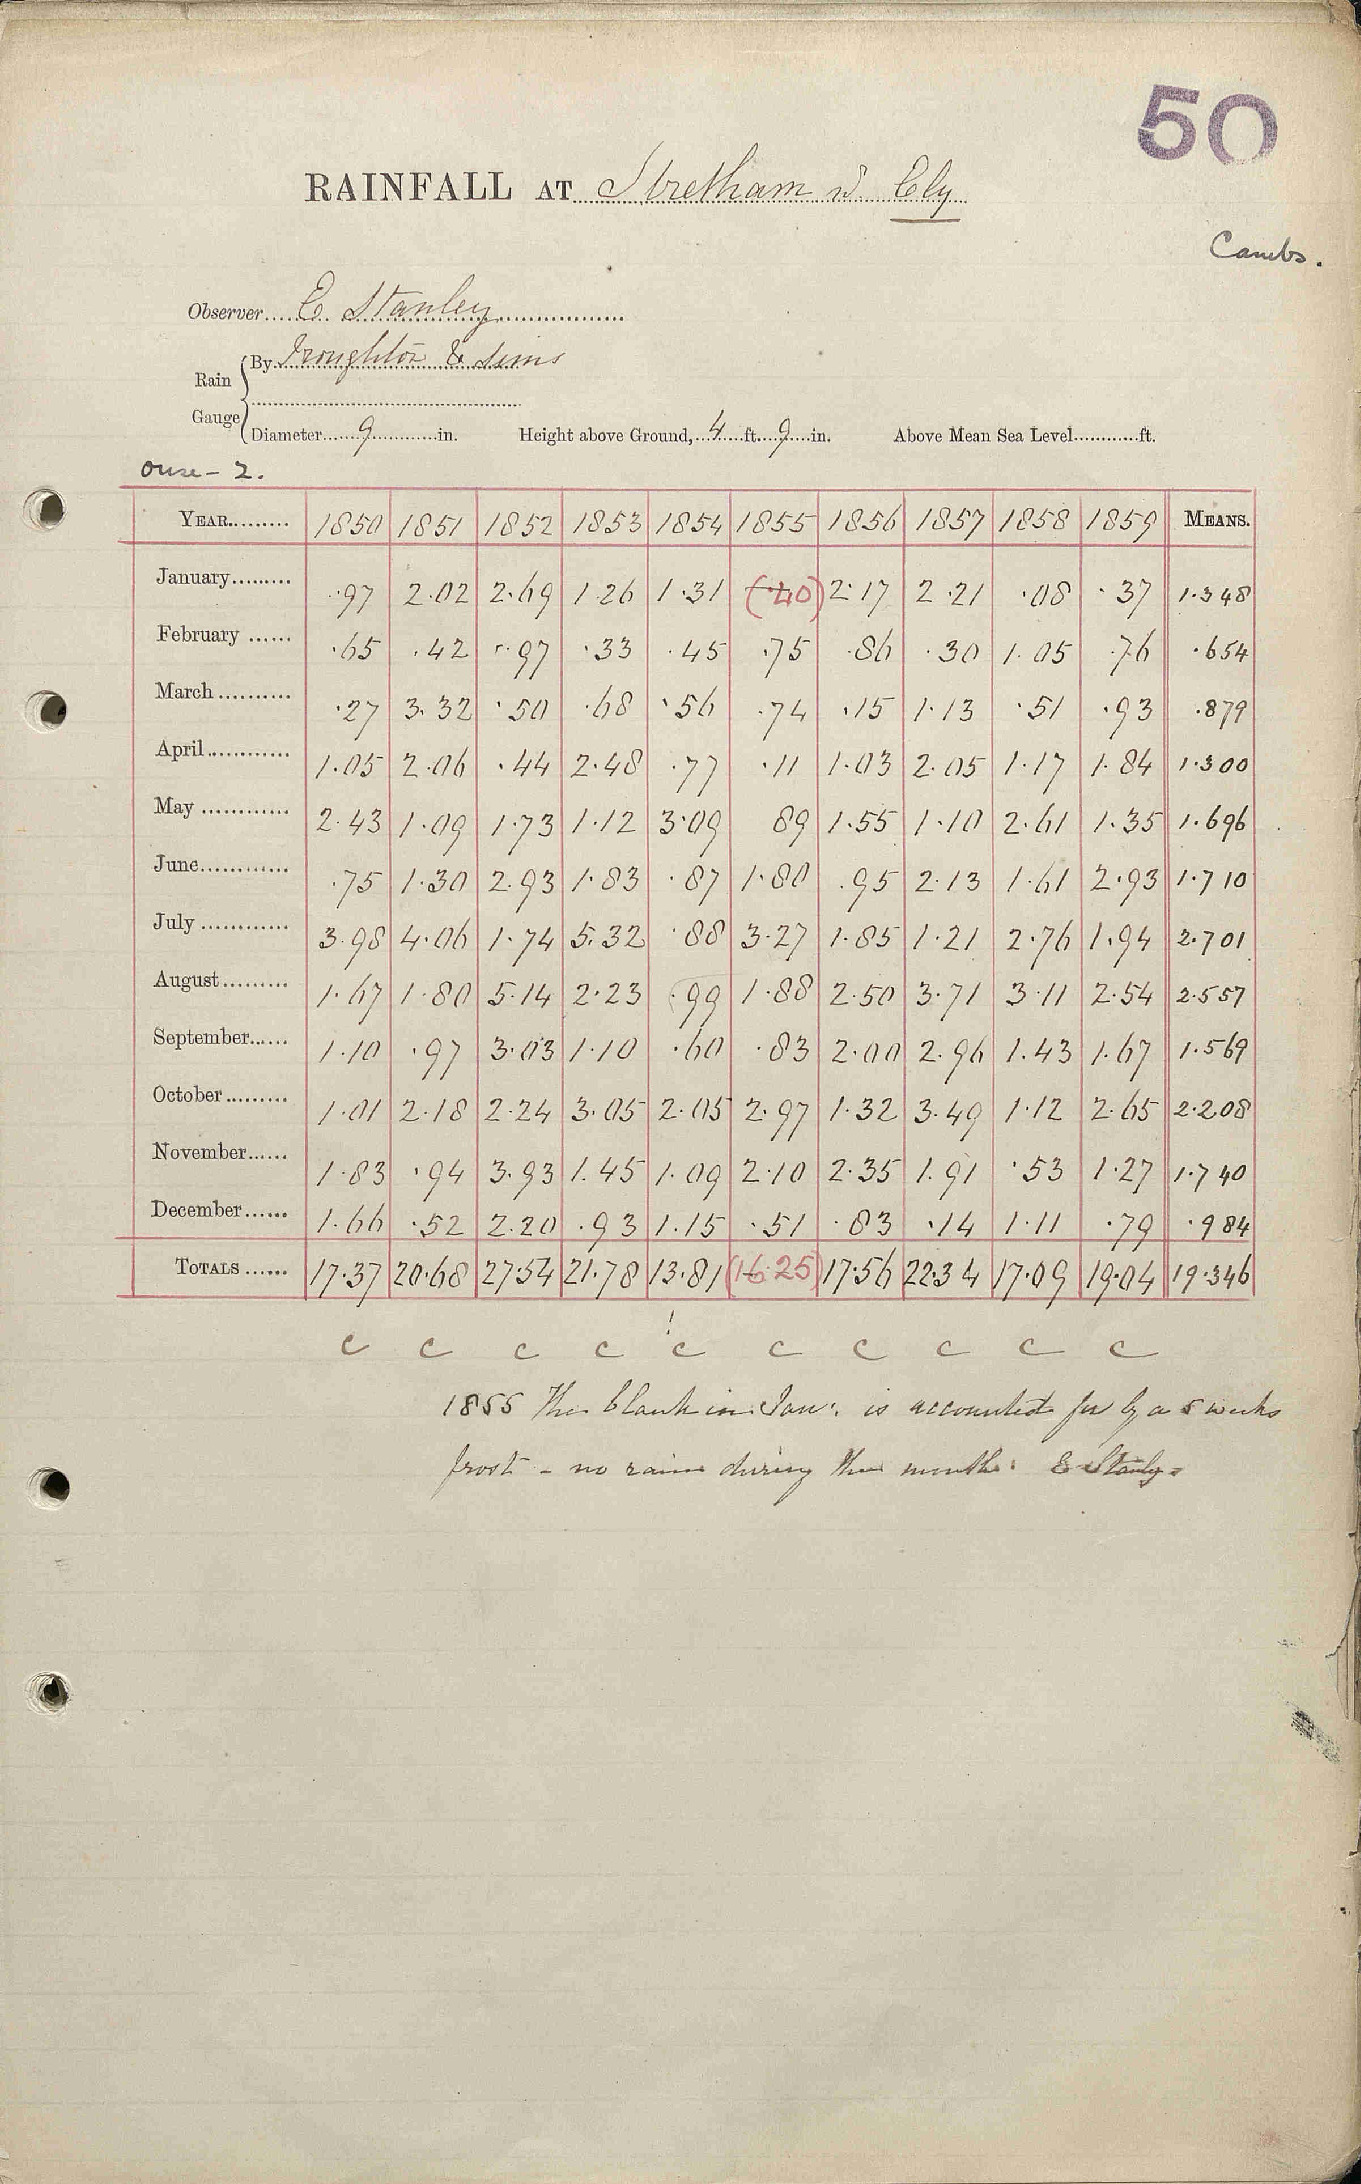 50
RAINFALL AT Stretham nr Ely
Cambs.
Observer E. Stanley
Rain Gauge By Troughton & Sims
Diameter 9 in. Height above Ground, 4 ft. 9 in. Above Mean Sea Level ft.
Ouse - 2.
YEAR 1850 1851 1852 1853 1854 1855 1856 1857 1858 1859 MEANS.
January .97 2.02 2.69 1.26 1.31 (.40) 2.17 2.21 .08 .37 1.348
February .65 .42 .97 .33 .45 .75 .86 .30 1.05 .76 .654
March .27 3.32 .50 .68 .56 .74 .15 1.13 .51 .93 .879
April 1.05 2.06 .44 2.48 .77 .11 1.03 2.05 1.17 1.84 1.300
May 2.43 1.09 1.73 1.12 3.09 89 1.55 1.10 2.61 1.35 1.696
June .75 1.30 2.93 1.83 .87 1.80 .95 2.13 1.61 2.93 1.710
July 3.98 4.06 1.74 5.32 .88 3.27 1.85 1.21 2.76 1.94 2.701
August 1.67 1.80 5.14 2.23 .99 1.88 2.50 3.71 3.11 2.54 2.557
September 1.10 .97 3.03 1.10 .60 .83 2.00 2.96 1.43 1.67 1.569
October 1.01 2.18 2.24 3.05 2.05 2.97 1.32 3.49 1.12 2.65 2.208
November 1.83 .94 3.93 1.45 1.09 2.10 2.35 1.91 .53 1.27 1.740
December 1.66 .52 2.20 .93 1.15 .51 .83 .14 1.11 .79 .984
TOTALS 17.37 20.68 27.54 21.78 13.81 (16.25) 17.56 22.34 17.09 19.04 19.346
c c c c c c c c c c
1855 The blank in Jany. is accounted for by a 5 weeks
frost - no rain during the month. E Stanley